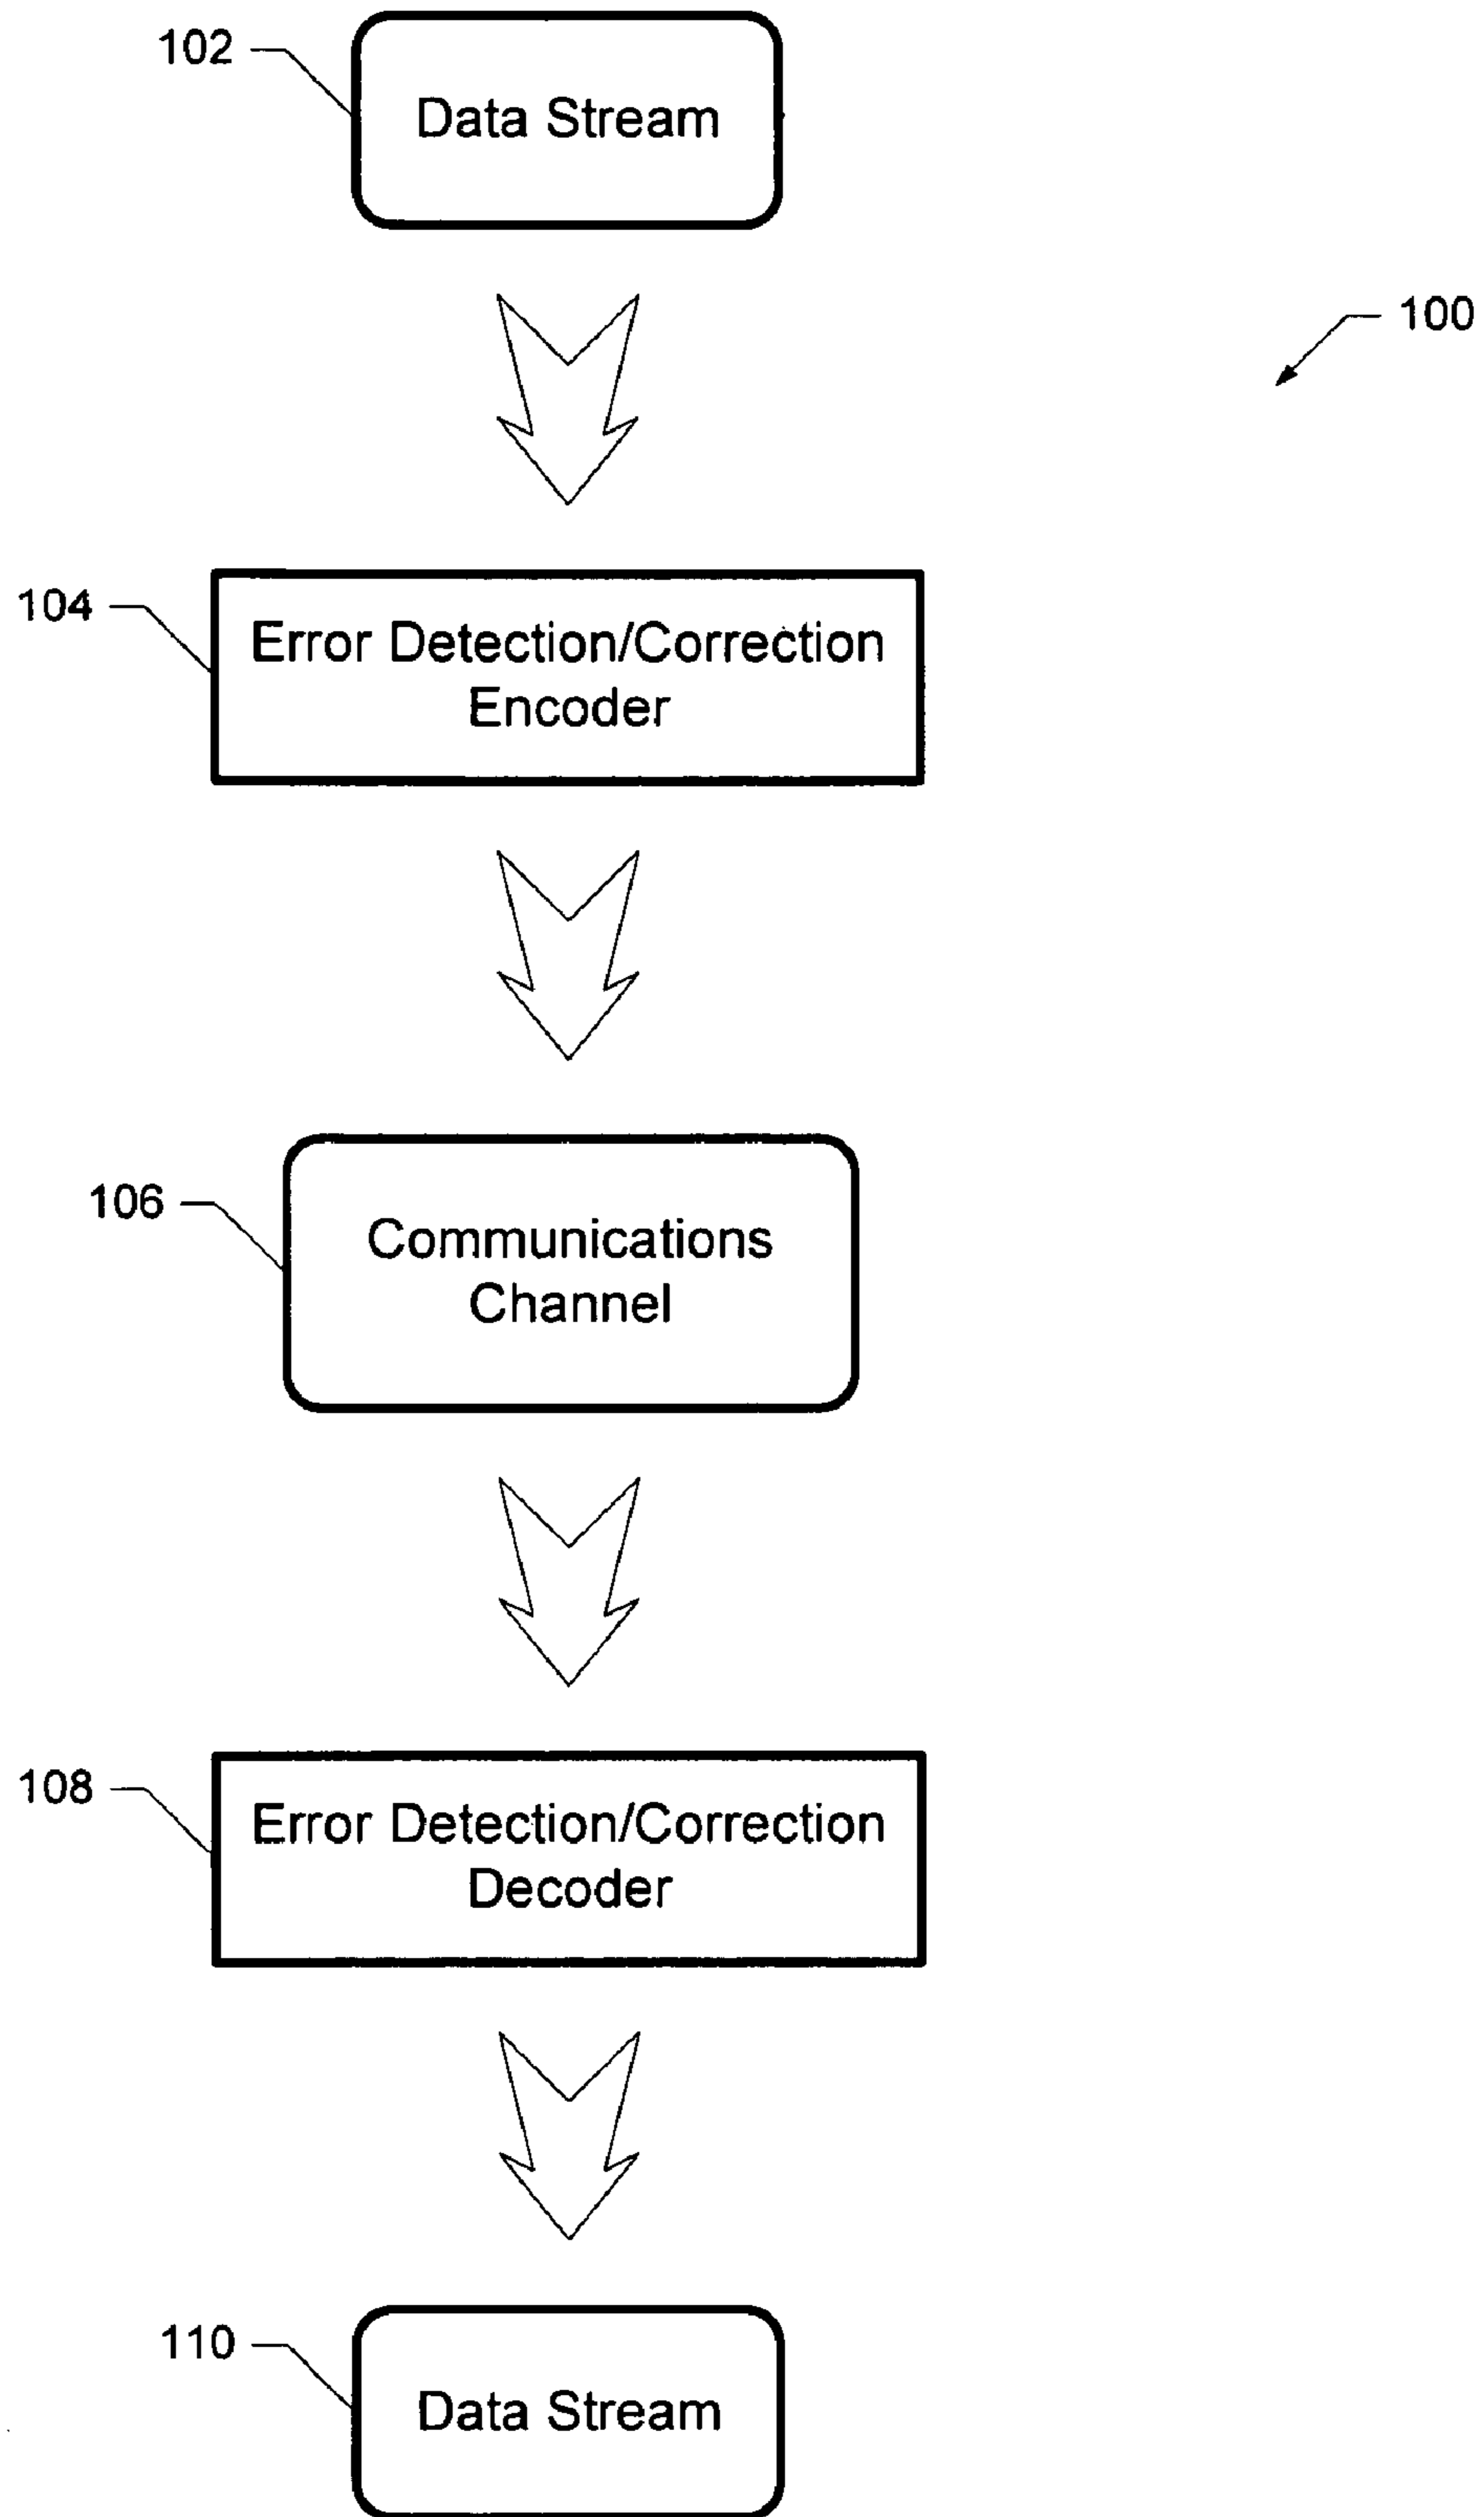 102
Data Stream
100
104
Error Detection/Correction
Encoder
106
Communications
Channel
108
Error Detection/Correction
Decoder
110
Data Stream